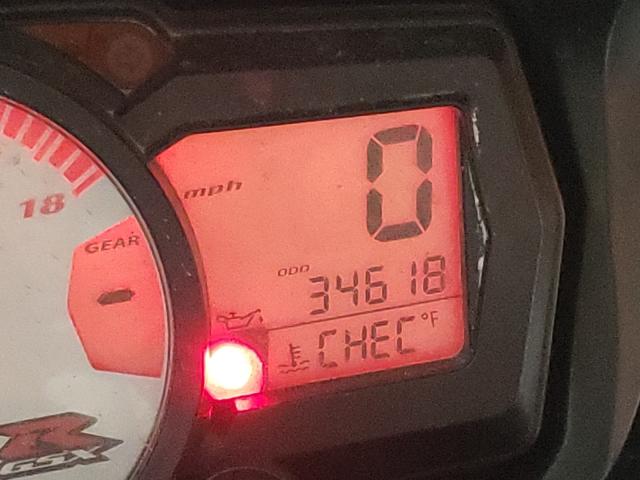 18
GEAR
-
mph
0
ODO
34618
CHEC °F
R
GSX